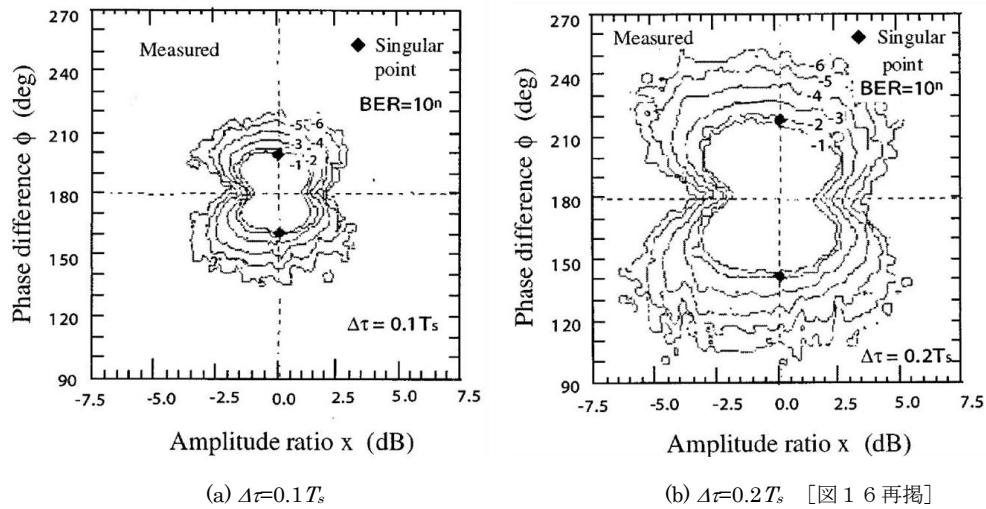 270
240
210
180
150
120
90
Phase difference ϕ (deg)
Measured
◆ Singular
point
BER=10ⁿ
-5
-6
-3
-4
-1
-2
Δτ = 0.1Tₛ
-7.5 -5.0 -2.5 0.0 2.5 5.0 7.5
Amplitude ratio x (dB)
(a) Δτ=0.1Tₛ
270
240
210
180
150
120
90
Phase difference ϕ (deg)
Measured
◆ Singular
point
BER=10ⁿ
-6
-5
-4
-3
-2
-1
Δτ = 0.2Tₛ
-7.5 -5.0 -2.5 0.0 2.5 5.0 7.5
Amplitude ratio x (dB)
(b) Δτ=0.2Tₛ [図16再掲]